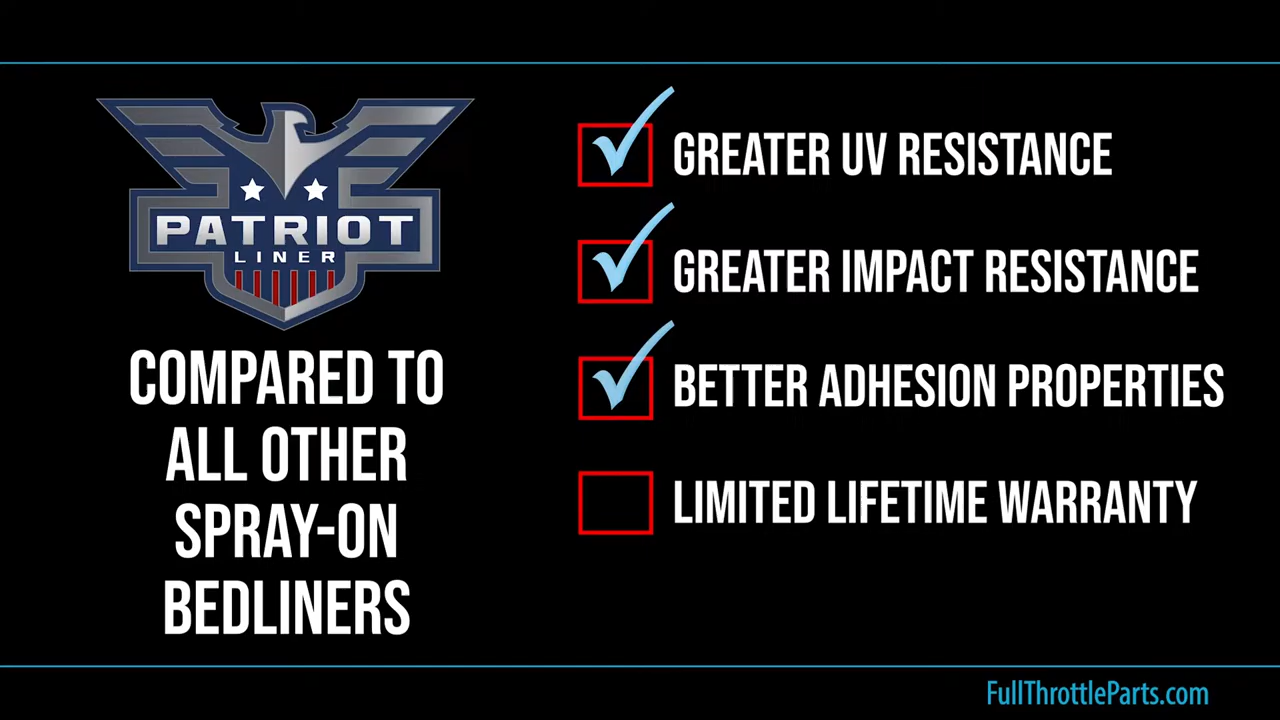 PATRIOT
LINER
COMPARED TO
ALL OTHER
SPRAY-ON
BEDLINERS
GREATER UV RESISTANCE
GREATER IMPACT RESISTANCE
BETTER ADHESION PROPERTIES
LIMITED LIFETIME WARRANTY
FullThrottleParts.com